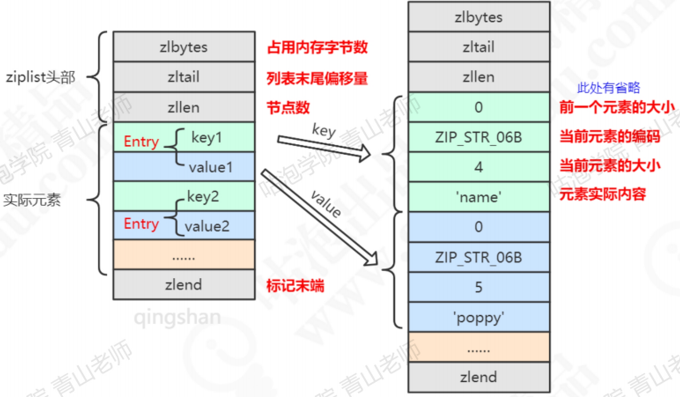 ziplist头部
实际元素
zlbytes
占用内存字节数
zltail
列表末尾偏移量
zllen
节点数
Entry
key1
value1
key2
Entry
value2
......
zlend
标记末端
key
value
zlbytes
zltail
zllen
此处有省略
0
前一个元素的大小
ZIP_STR_06B
当前元素的编码
4
当前元素的大小
'name'
元素实际内容
0
ZIP_STR_06B
5
'poppy'
......
zlend
qingshan
咕泡学院 青山老师